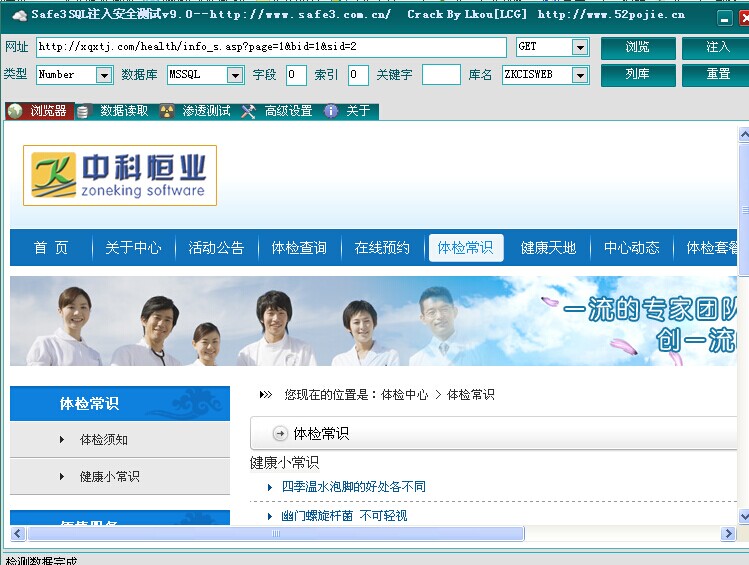 Safe3SQL注入安全测试v9.0--http://www.safe3.com.cn/ Crack By Lkou[LCG] http://www.52pojie.cn
网址 http://xqxtj.com/health/info_s.asp?page=1&bid=1&sid=2 GET 浏览 注入
类型 Number 数据库 MSSQL 字段 0 索引 0 关键字 库名 ZKCISWEB 列库 重置
浏览器 数据读取 渗透测试 高级设置 关于
中科恒业
zoneking software
首 页 关于中心 活动公告 体检查询 在线预约 体检常识 健康天地 中心动态 体检套餐
一流的专家团队
创一流
体检常识
体检须知
健康小常识
您现在的位置是：体检中心 > 体检常识
体检常识
健康小常识
四季温水泡脚的好处各不同
幽门螺旋杆菌 不可轻视
检测数据完成